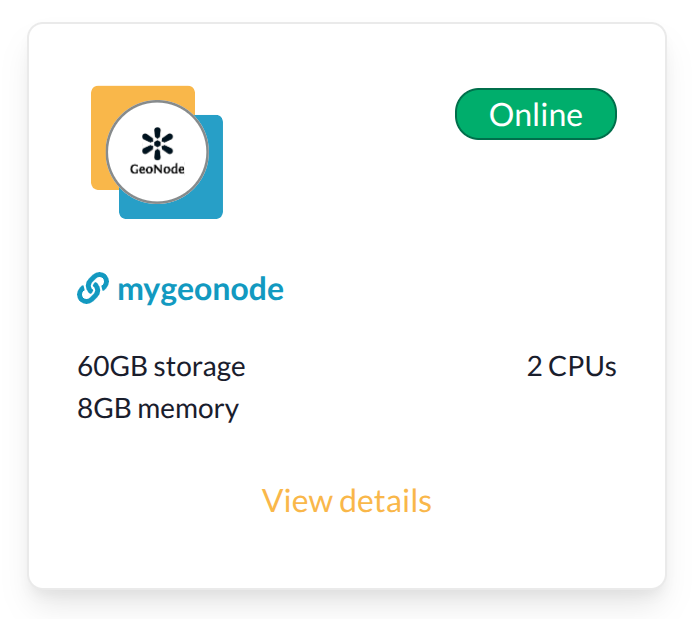 GeoNode
Online
mygeonode
60GB storage
2 CPUs
8GB memory
View details